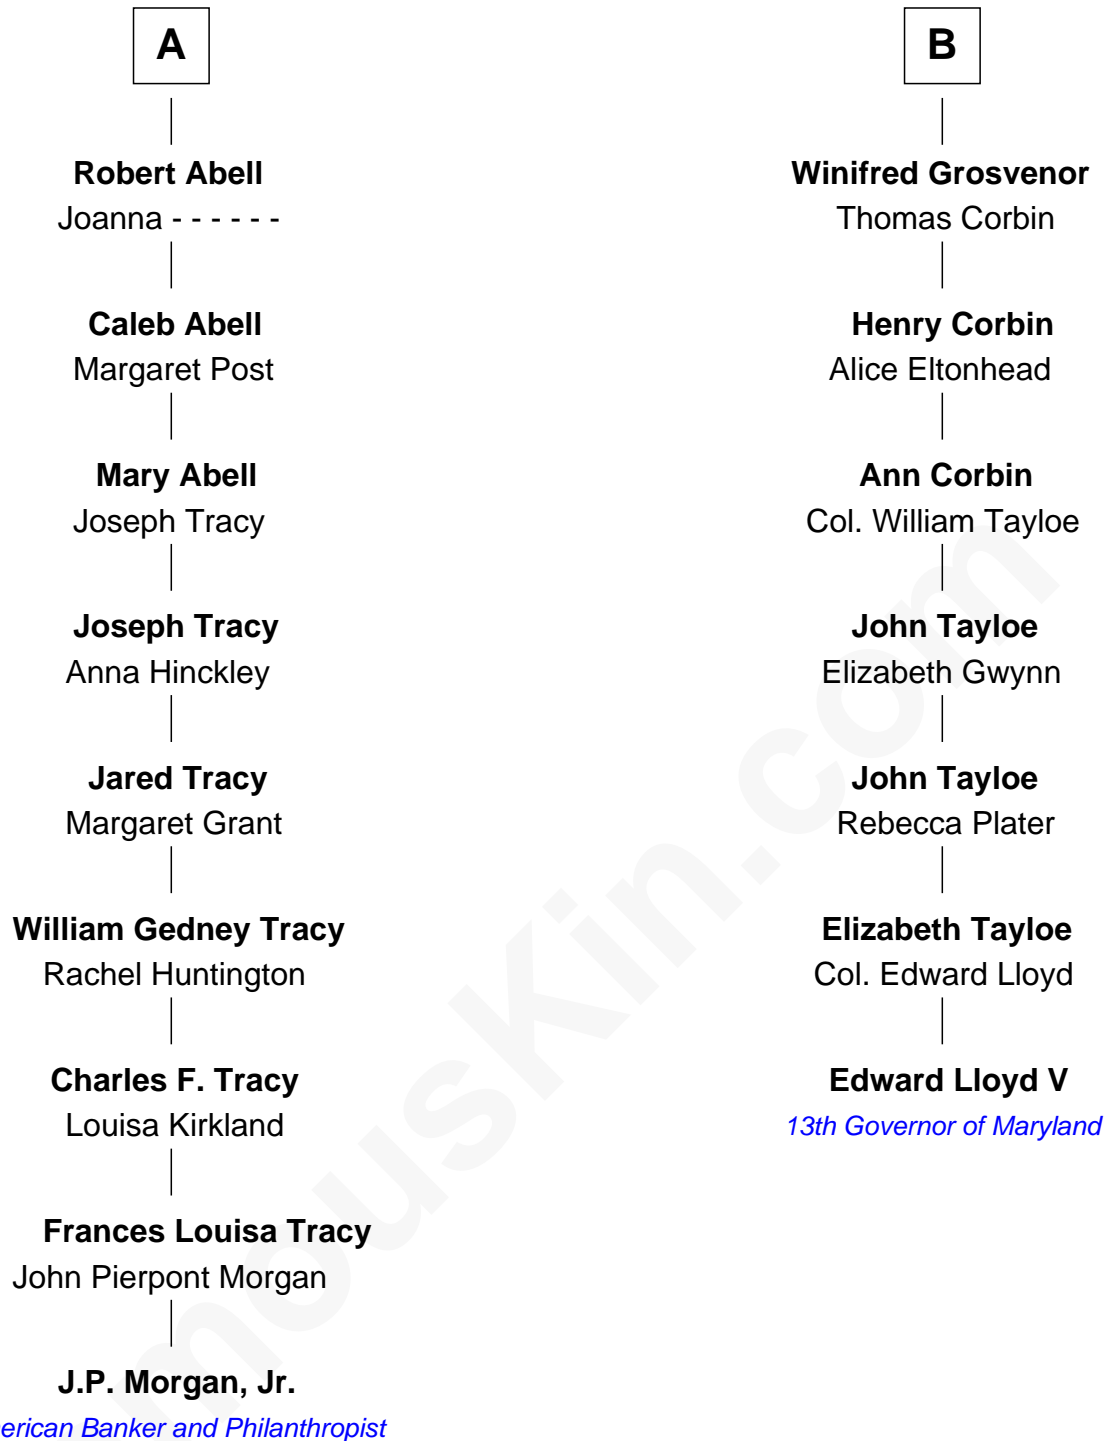 A
Robert Abell
Joanna - - - - - -
Caleb Abell
Margaret Post
Mary Abell
Joseph Tracy
Joseph Tracy
Anna Hinckley
Jared Tracy
Margaret Grant
William Gedney Tracy
Rachel Huntington
Charles F. Tracy
Louisa Kirkland
Frances Louisa Tracy
John Pierpont Morgan
J.P. Morgan, Jr.
erican Banker and Philanthropist
B
Winifred Grosvenor
Thomas Corbin
Henry Corbin
Alice Eltonhead
Ann Corbin
Col. William Tayloe
John Tayloe
Elizabeth Gwynn
John Tayloe
Rebecca Plater
Elizabeth Tayloe
Col. Edward Lloyd
Edward Lloyd V
13th Governor of Maryland
mousKin.com